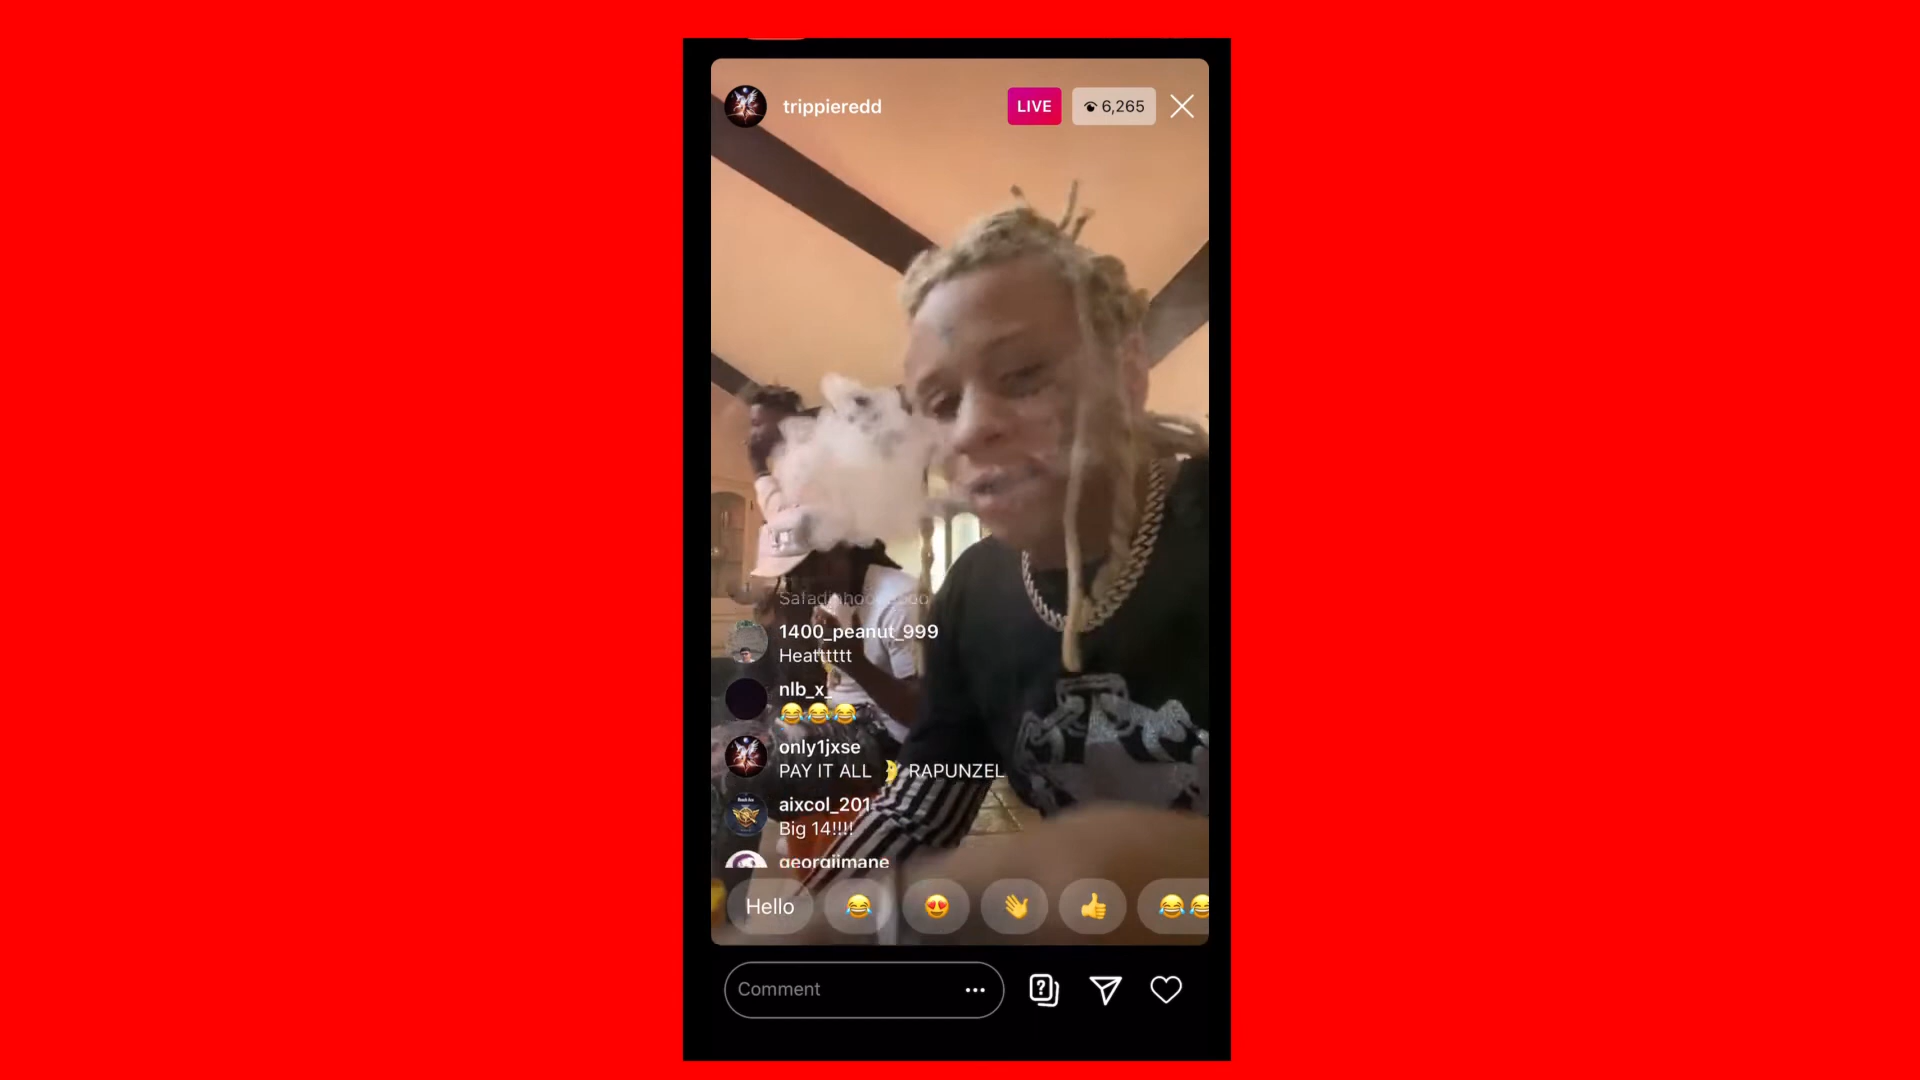 trippieredd
LIVE
6,265
1400_peanut_999
Heatttttt
nlb_x_
😂😂😂
only1jxse
PAY IT ALL 🌛 RAPUNZEL
aixcol_201
Big 14!!!!
georgiimane
Hello 😂 😍 👋 👍 😂😂
Comment